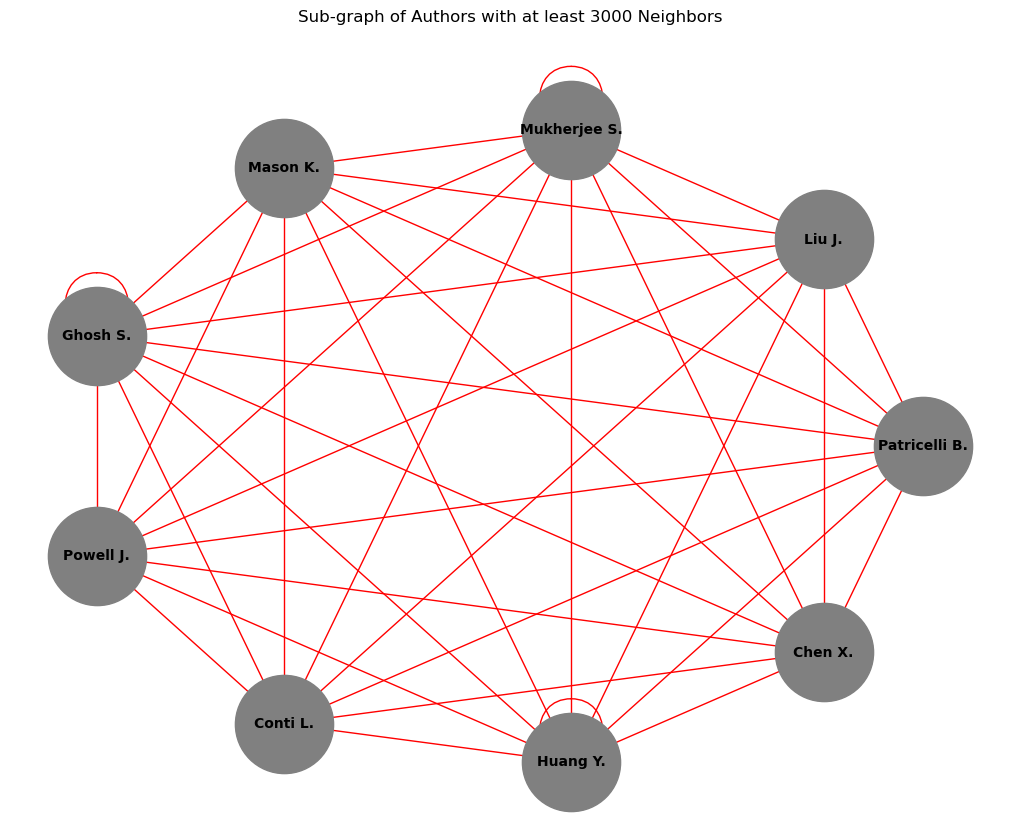 Sub-graph of Authors with at least 3000 Neighbors
Mukherjee S.
Mason K.
Liu J.
Ghosh S.
Patricelli B.
Powell J.
Chen X.
Conti L.
Huang Y.